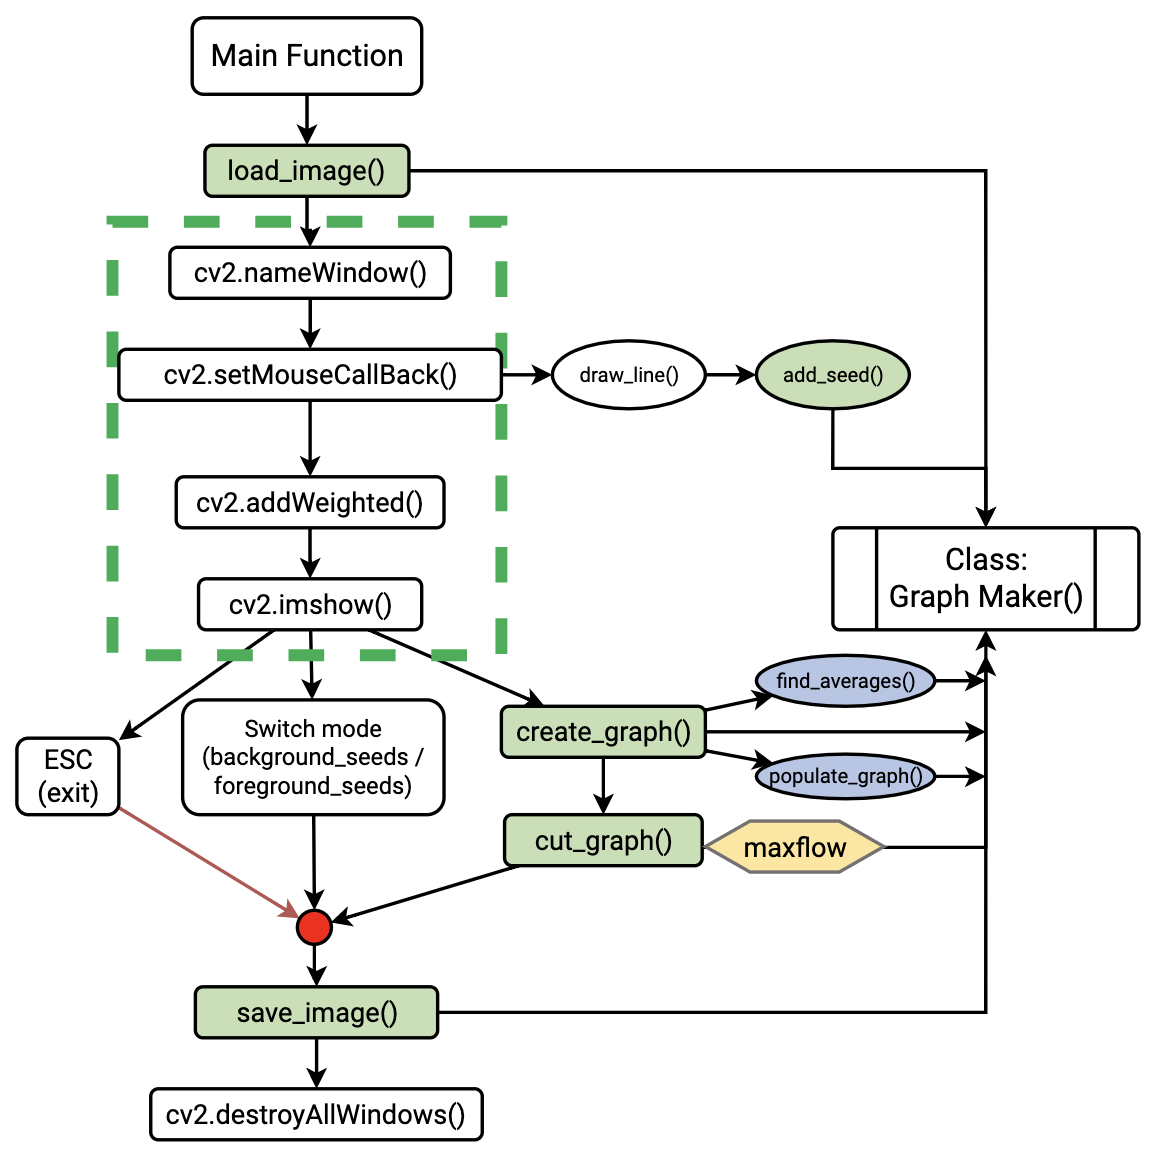 Main Function
load_image()
cv2.nameWindow()
cv2.setMouseCallBack()
draw_line()
add_seed()
cv2.addWeighted()
Class:
Graph Maker()
cv2.imshow()
find_averages()
create_graph()
populate_graph()
Switch mode
(background_seeds /
foreground_seeds)
ESC
(exit)
cut_graph()
maxflow
save_image()
cv2.destroyAllWindows()